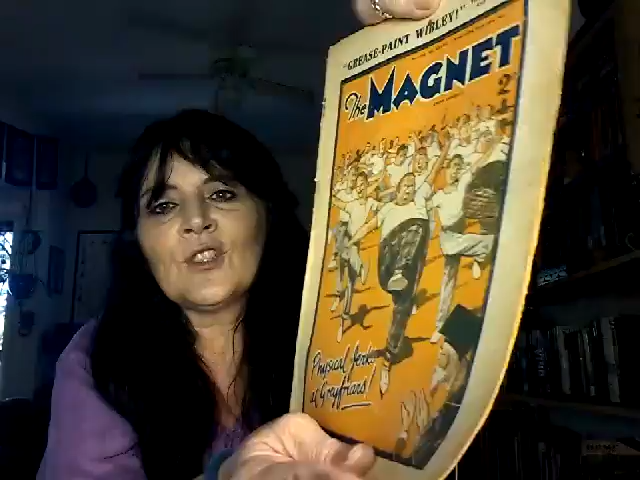 "GREASE-PAINT WIBLEY!"
The MAGNET
2D
Physical Jerks
at Greyfriars!